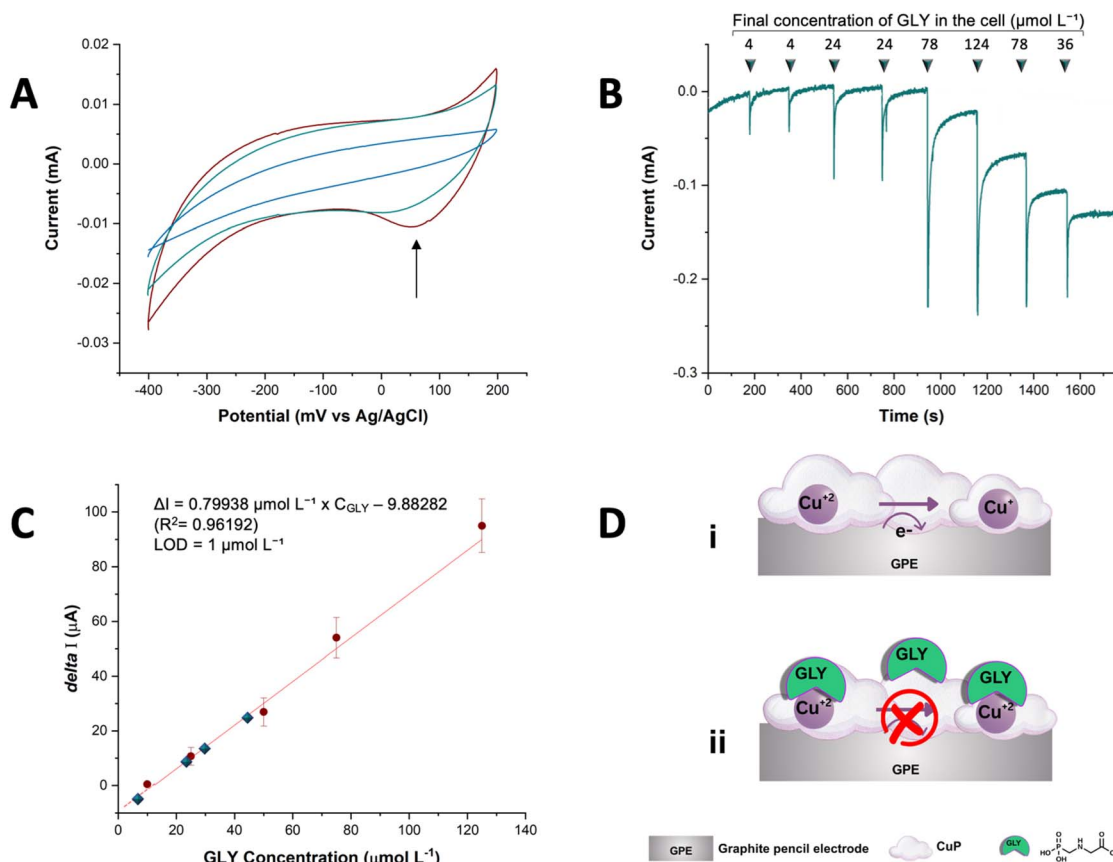 A
0.02
0.01
0.00
-0.01
-0.02
-0.03
Current (mA)
-400 -300 -200 -100 0 100 200
Potential (mV vs Ag/AgCl)
B
Final concentration of GLY in the cell (µmol L⁻¹)
4 4 24 24 78 124 78 36
0.0
-0.1
-0.2
-0.3
Current (mA)
0 200 400 600 800 1000 1200 1400 1600
Time (s)
C
ΔI = 0.79938 µmol L⁻¹ x C_GLY – 9.88282
(R²= 0.96192)
LOD = 1 µmol L⁻¹
100
80
60
40
20
0
delta I (µA)
0 20 40 60 80 100 120 140
GLY Concentration (µmol L⁻¹)
D
Cu⁺² Cu⁺
e-
i
GPE
GLY GLY GLY
Cu⁺² Cu⁺²
ii
GPE
GPE Graphite pencil electrode CuP GLY
O O
HO P N H
OH